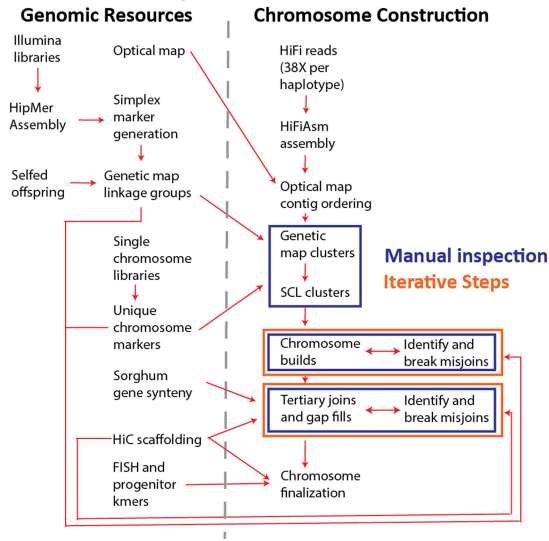 Genomic Resources
Chromosome Construction
Illumina
libraries
Optical map
HiFi reads
(38X per
haplotype)
HipMer
Assembly
Simplex
marker
generation
HiFiAsm
assembly
Selfed
offspring
Genetic map
linkage groups
Optical map
contig ordering
Single
chromosome
libraries
Genetic
map clusters
SCL clusters
Manual inspection
Iterative Steps
Unique
chromosome
markers
Chromosome
builds
Identify and
break misjoins
Sorghum
gene synteny
Tertiary joins
and gap fills
Identify and
break misjoins
HiC scaffolding
FISH and
progenitor
kmers
Chromosome
finalization